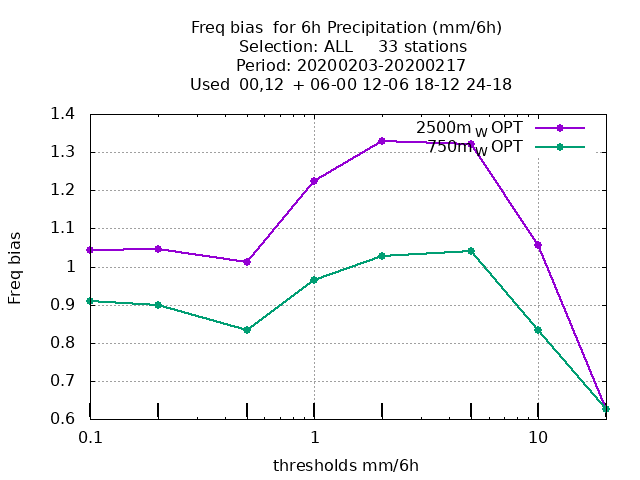 Freq bias  for 6h Precipitation (mm/6h)
Selection: ALL     33 stations
Period: 20200203-20200217
Used  00,12  + 06-00 12-06 18-12 24-18
1.4
2500m W OPT
750m W OPT
1.3
1.2
1.1
1
0.9
0.8
0.7
0.6
Freq bias
0.1
1
10
thresholds mm/6h